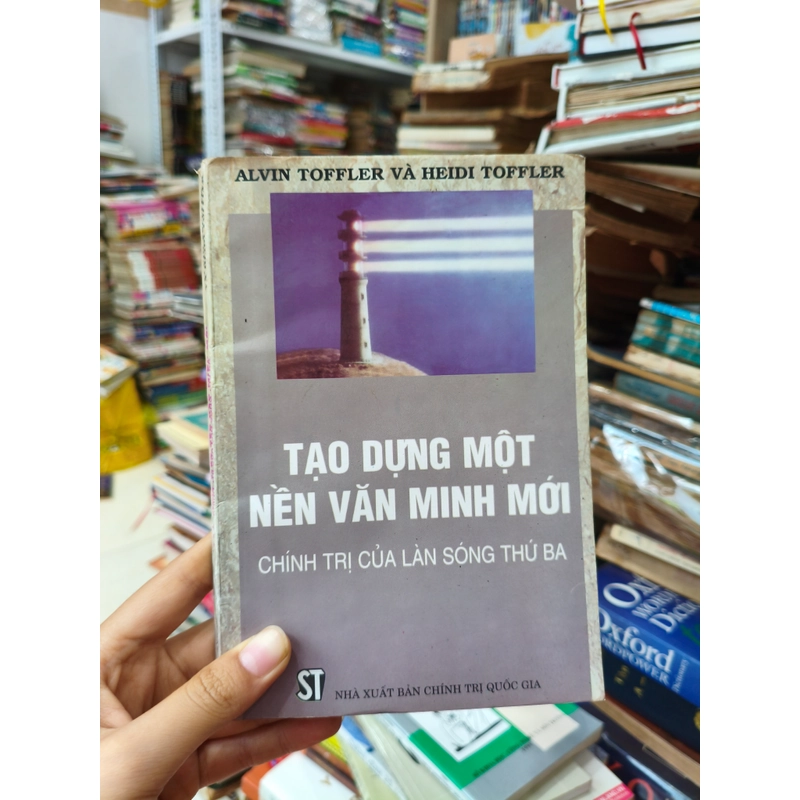 ALVIN TOFFLER VÀ HEIDI TOFFLER
TẠO DỰNG MỘT
NỀN VĂN MINH MỚI
CHÍNH TRỊ CỦA LÀN SÓNG THỨ BA
ST
NHÀ XUẤT BẢN CHÍNH TRỊ QUỐC GIA
Oxford